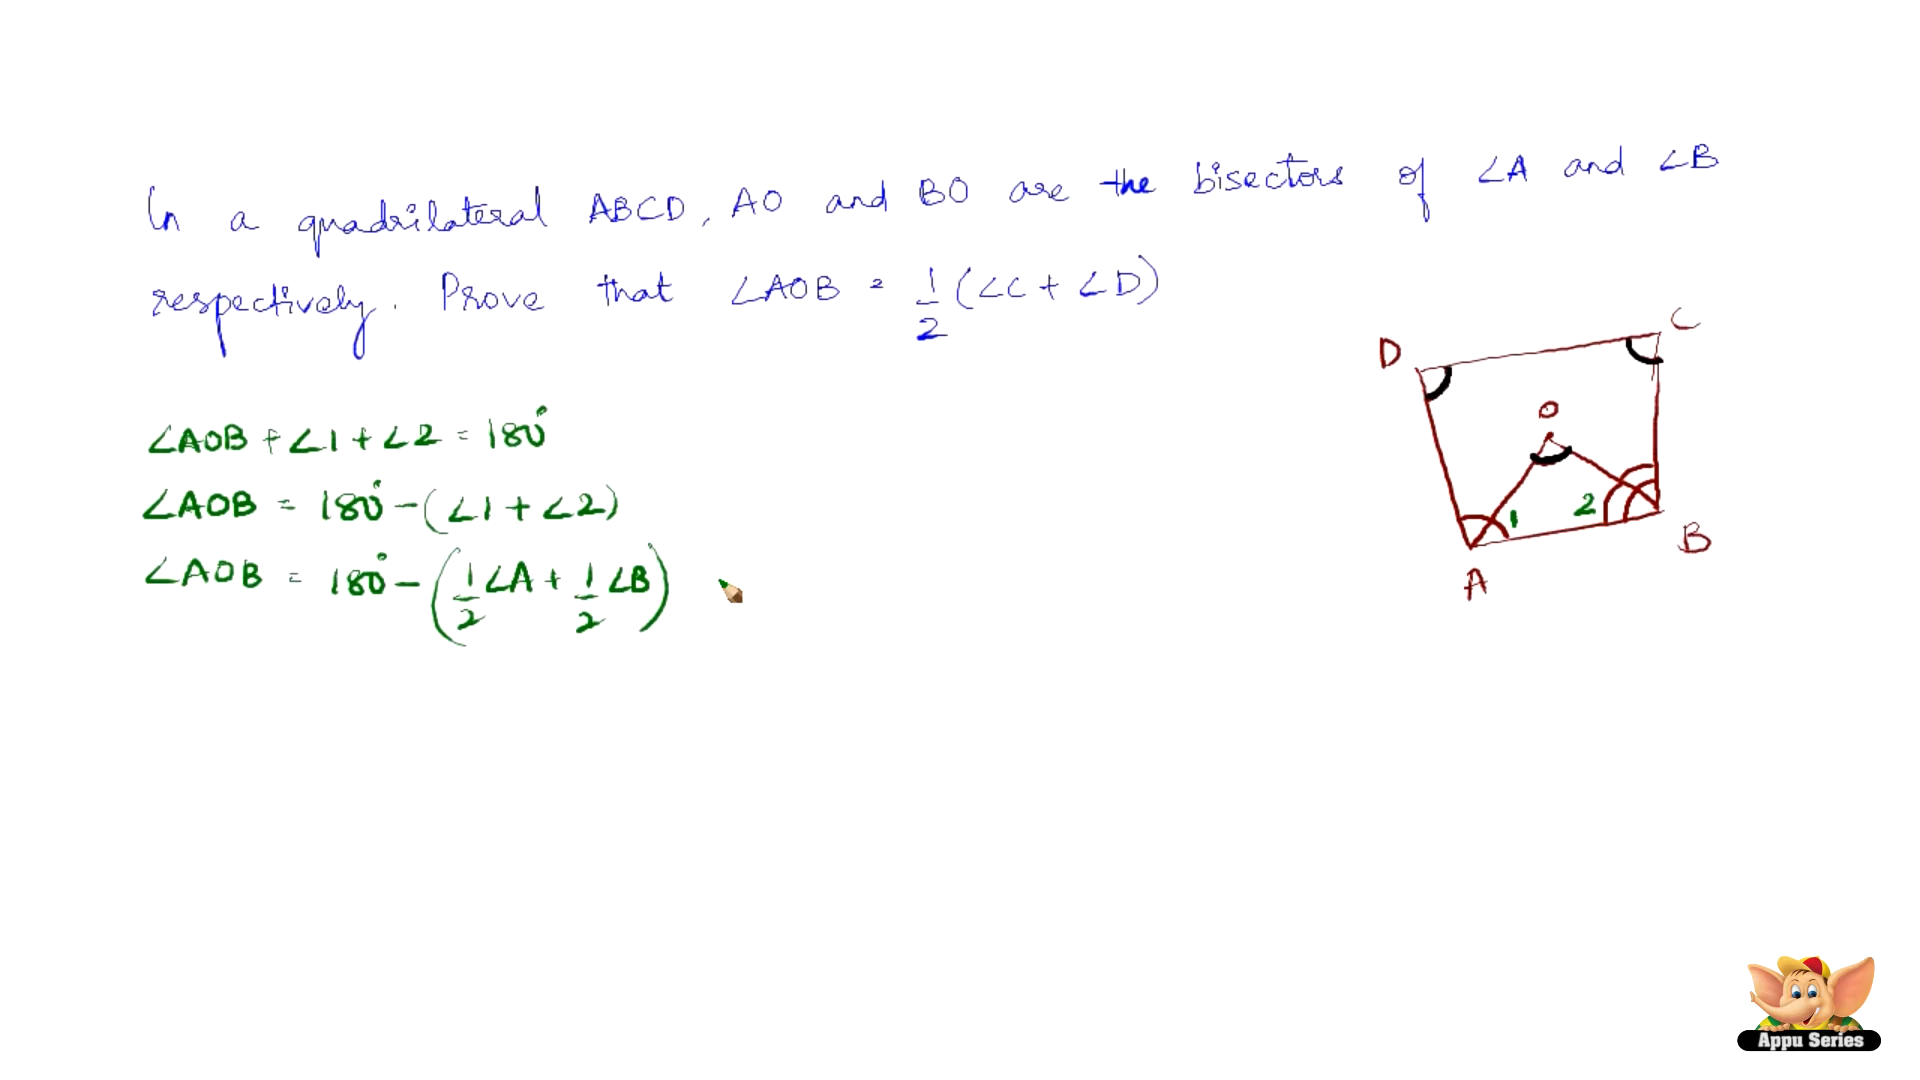 In a quadrilateral ABCD, AO and BO are the bisectors of ∠A and ∠B
respectively. Prove that ∠AOB = 1/2 (∠C + ∠D)
∠AOB + ∠1 + ∠2 = 180°
∠AOB = 180° - (∠1 + ∠2)
∠AOB = 180° - (1/2 ∠A + 1/2 ∠B)
D
C
O
1
2
B
A
Appu Series